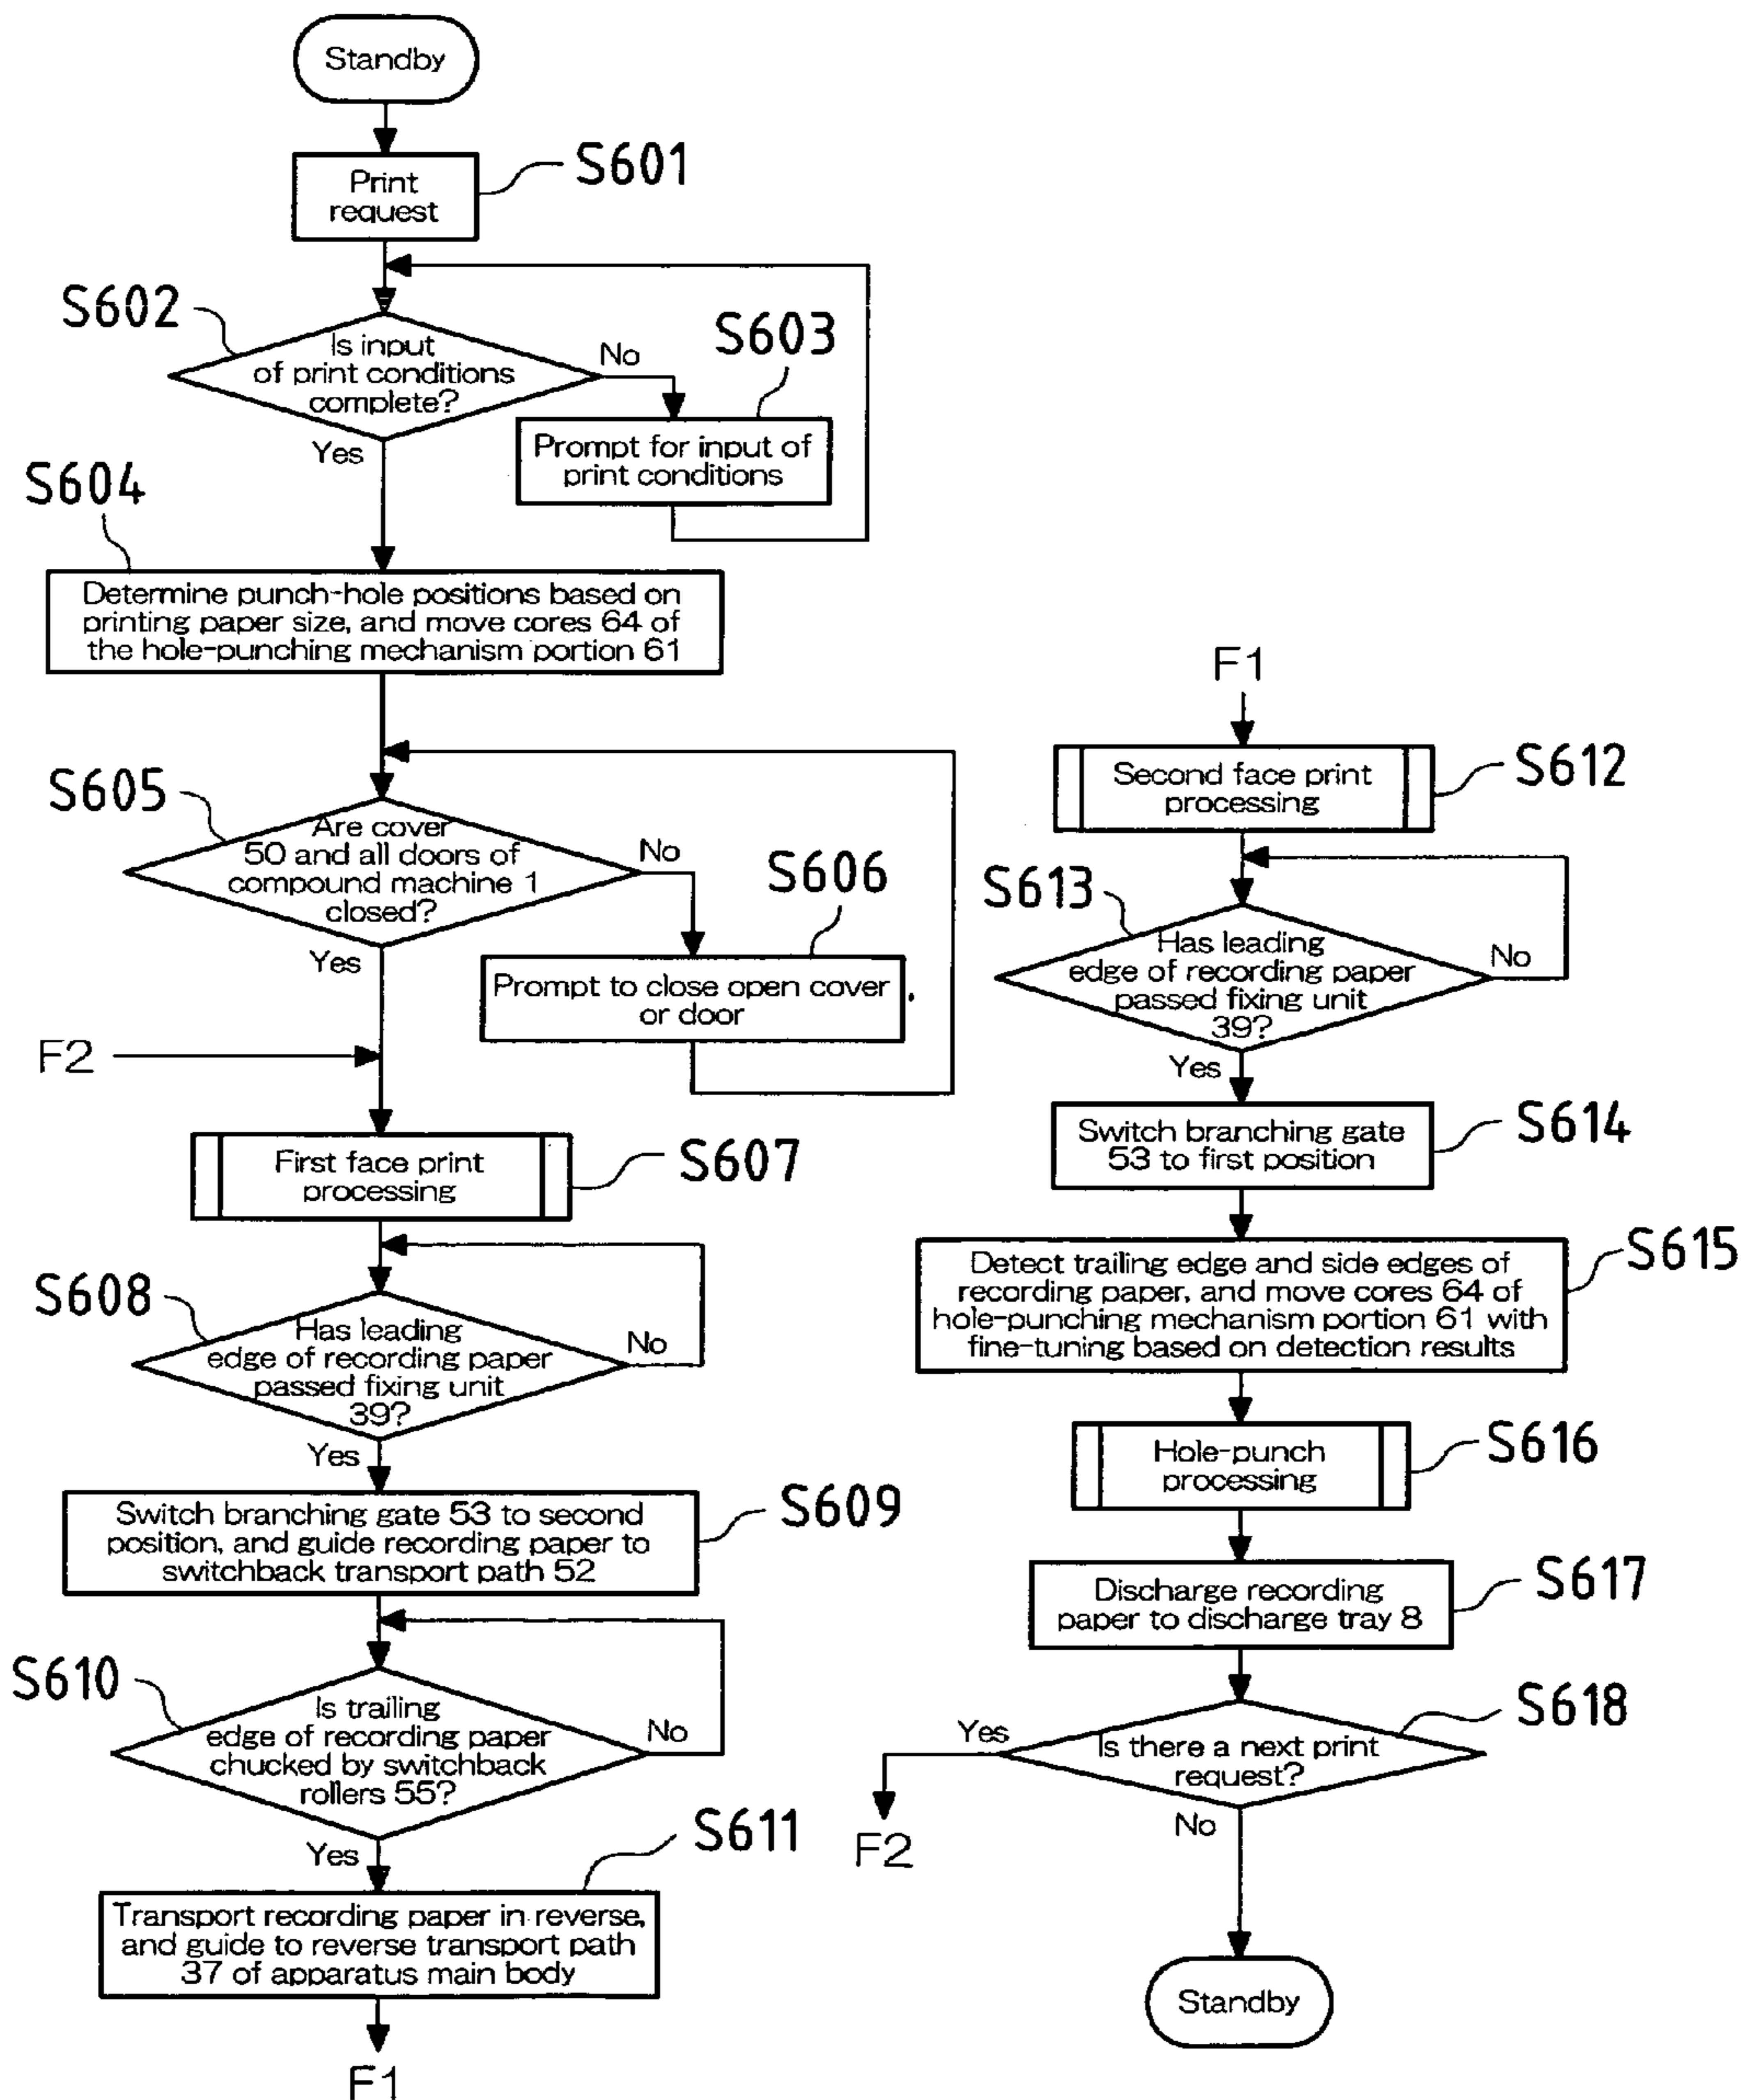 Standby
Print
request
S601
S602
Is input
of print conditions
complete?
No
Yes
S603
Prompt for input of
print conditions
S604
Determine punch-hole positions based on
printing paper size, and move cores 64 of
the hole-punching mechanism portion 61
S605
Are cover
50 and all doors of
compound machine 1
closed?
No
Yes
S606
Prompt to close open cover
or door
F2
First face print
processing
S607
S608
Has leading
edge of recording paper
passed fixing unit
39?
No
Yes
Switch branching gate 53 to second
position, and guide recording paper to
switchback transport path 52
S609
S610
Is trailing
edge of recording paper
chucked by switchback
rollers 55?
No
Yes
S611
Transport recording paper in reverse,
and guide to reverse transport path
37 of apparatus main body
F1
F1
Second face print
processing
S612
S613
Has leading
edge of recording paper
passed fixing unit
39?
No
Yes
Switch branching gate
53 to first position
S614
Detect trailing edge and side edges of
recording paper, and move cores 64 of
hole-punching mechanism portion 61 with
fine-tuning based on detection results
S615
Hole-punch
processing
S616
Discharge recording
paper to discharge tray 8
S617
S618
Is there a next print
request?
Yes
F2
No
Standby